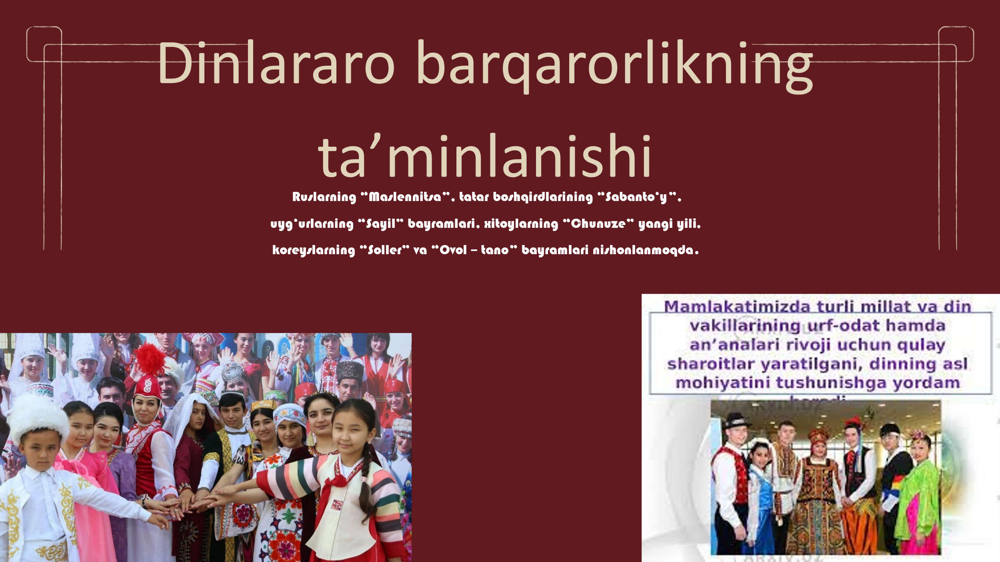 Dinlararo barqarorlikning
ta’minlanishi
Ruslarning “Maslennitsa”, tatar boshqirdlarining “Sabanto‘y”,
uyg‘urlarning “Sayil” bayramlari, xitoylarning “Chunuze” yangi yili,
koreyslarning “Soller” va “Ovol – tano” bayramlari nishonlanmoqda.
Mamlakatimizda turli millat va din
vakillarining urf-odat hamda
an’analari rivoji uchun qulay
sharoitlar yaratilgani, dinning asl
mohiyatini tushunishga yordam